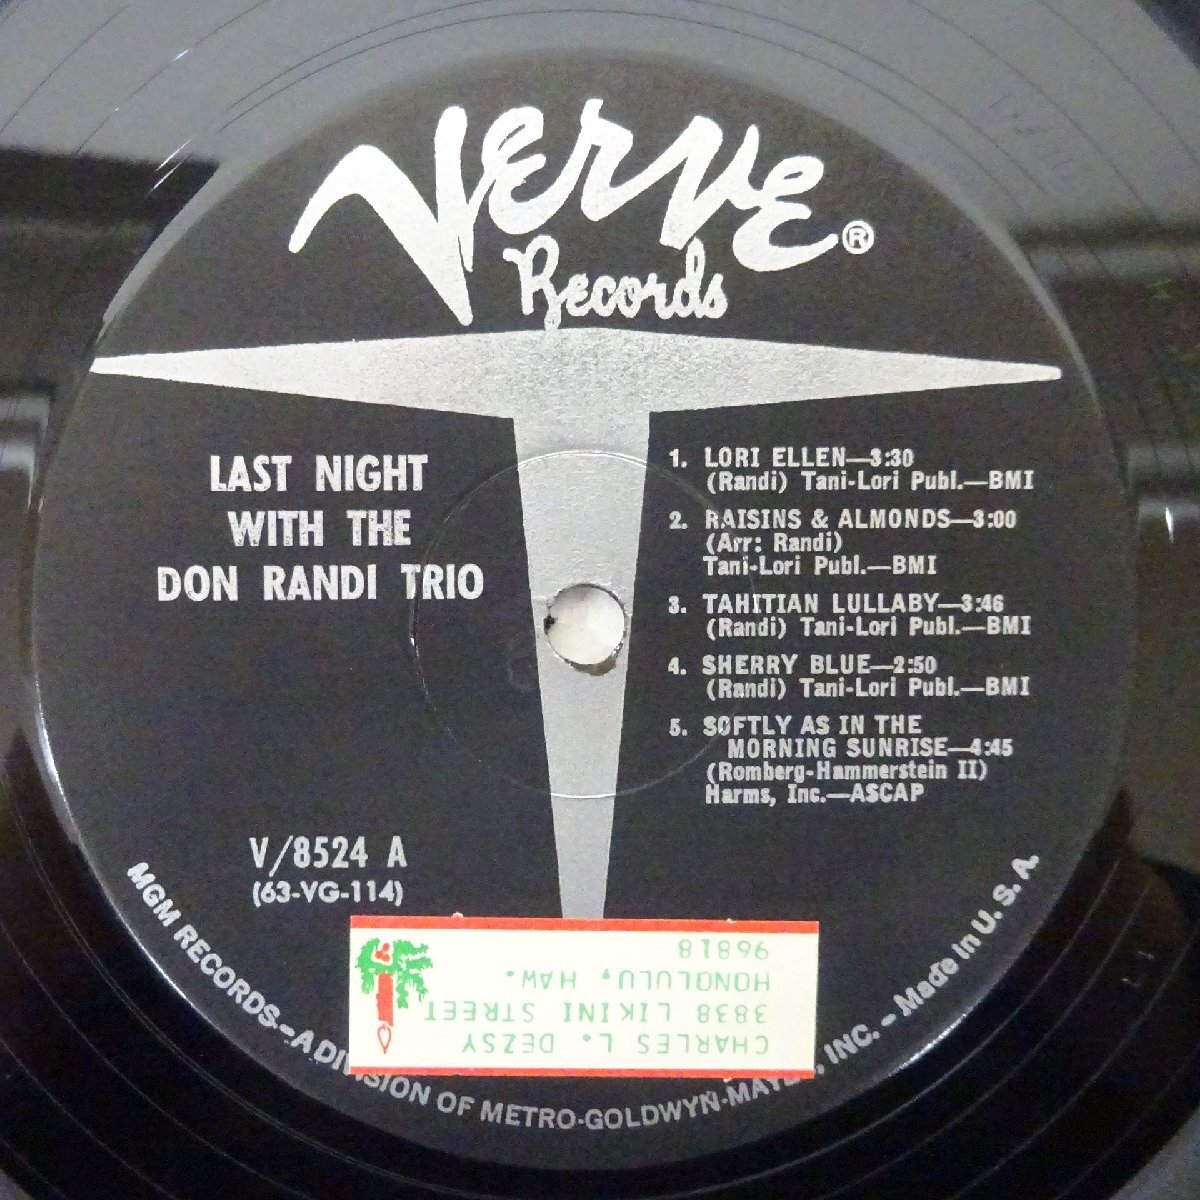 Verve®
Records
LAST NIGHT
WITH THE
DON RANDI TRIO
1. LORI ELLEN—3:30
(Randi) Tani-Lori Publ.—BMI
2. RAISINS & ALMONDS—3:00
(Arr: Randi)
Tani-Lori Publ.—BMI
3. TAHITIAN LULLABY—3:46
(Randi) Tani-Lori Publ.—BMI
4. SHERRY BLUE—2:50
(Randi) Tani-Lori Publ.—BMI
5. SOFTLY AS IN THE
MORNING SUNRISE—4:45
(Romberg-Hammerstein II)
Harms, Inc.—ASCAP
V/8524 A
(63-VG-114)
MGM RECORDS—A DIVISION OF METRO-GOLDWYN-MAYER, INC. – Made in U. S. A.
CHARLES L. DEZSY
3838 LIKINI STREET
HONOLULU, HAW.
96818